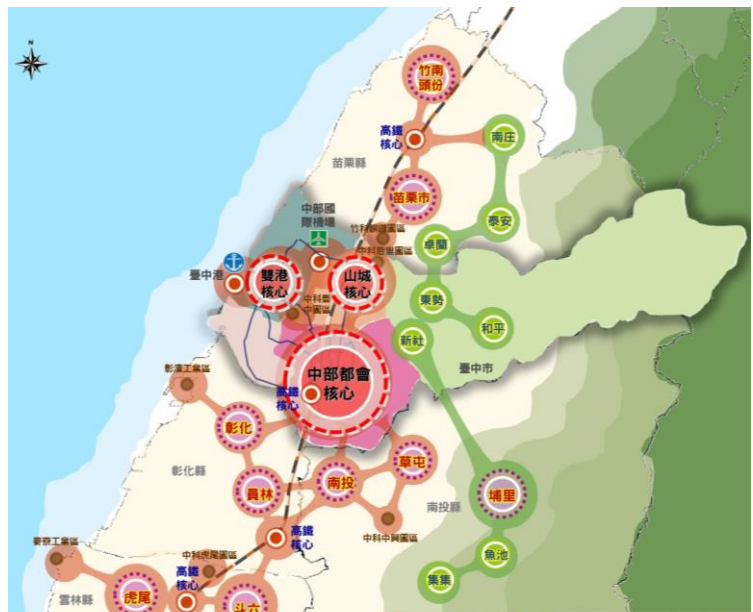 N
竹南
頭份
高鐵
核心
南庄
苗栗縣
苗栗市
中部國
際機場
泰安
竹科銅鑼園區
卓蘭
中科后里園區
臺中港
雙港
核心
山城
核心
中科臺
中園區
東勢
和平
新社
臺中市
中部都會
核心
高鐵
核心
彰濱工業區
彰化
草屯
彰化縣
員林
南投
埔里
南投縣
中科中興園區
高鐵
核心
麥寮工業區
中科虎尾園區
魚池
高鐵
核心
集集
雲林縣
虎尾
斗六